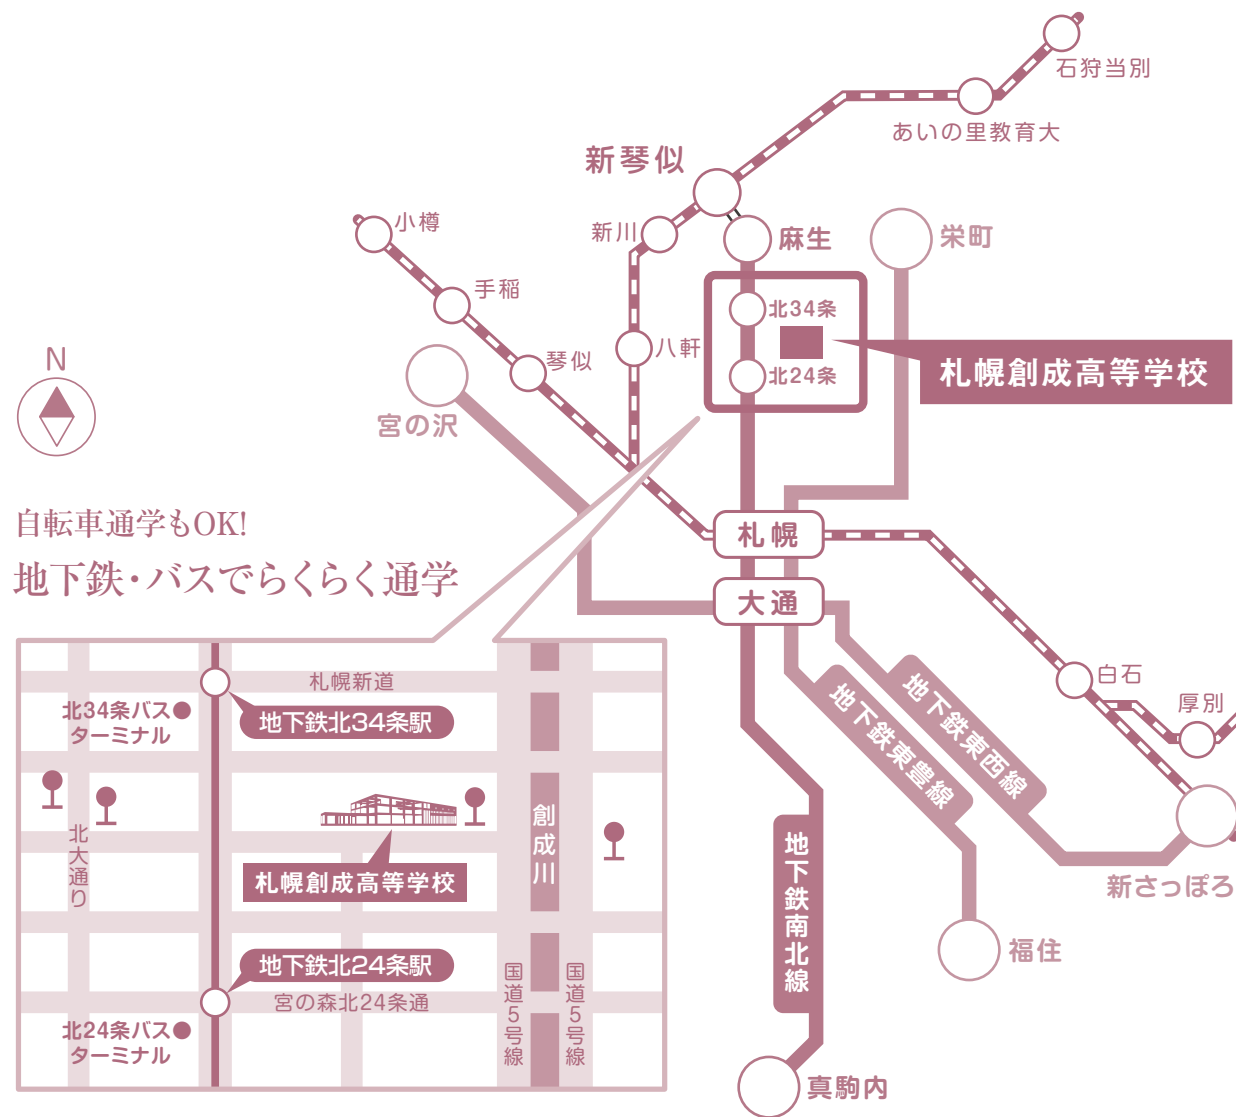 石狩当別
あいの里教育大
新琴似
小樽
新川
麻生
栄町
手稲
北34条
琴似
八軒
北24条
札幌創成高等学校
N
宮の沢
自転車通学もOK!
地下鉄・バスでらくらく通学
札幌
大通
白石
厚別
地下鉄東西線
地下鉄東豊線
地下鉄南北線
新さっぽろ
福住
真駒内
札幌新道
北34条バス
ターミナル
地下鉄北34条駅
北大通り
創成川
札幌創成高等学校
地下鉄北24条駅
宮の森北24条通
国道5号線
国道5号線
北24条バス
ターミナル